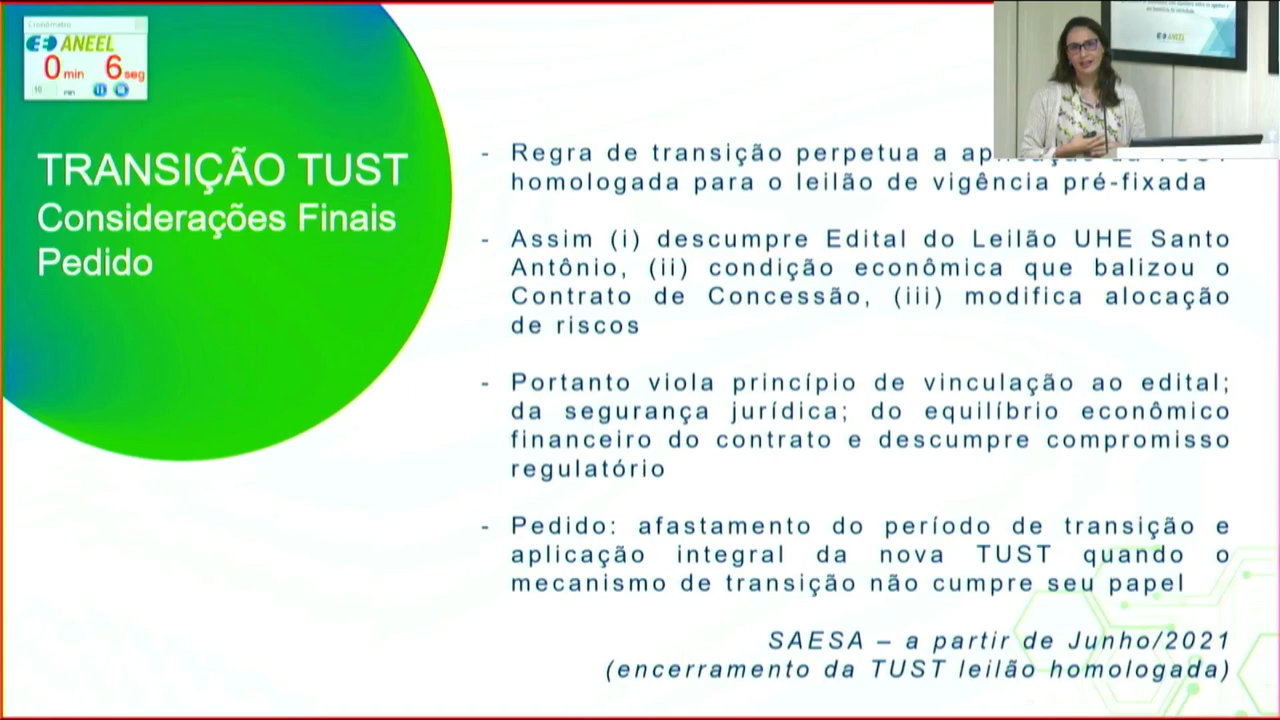 Cronômetro
ANEEL
0 min 6 seg
10 min
TRANSIÇÃO TUST
Considerações Finais
Pedido
- Regra de transição perpetua a
homologada para o leilão de vigência pré-fixada
- Assim (i) descumpre Edital do Leilão UHE Santo
Antônio, (ii) condição econômica que balizou o
Contrato de Concessão, (iii) modifica alocação
de riscos
- Portanto viola princípio de vinculação ao edital;
da segurança jurídica; do equilíbrio econômico
financeiro do contrato e descumpre compromisso
regulatório
- Pedido: afastamento do período de transição e
aplicação integral da nova TUST quando o
mecanismo de transição não cumpre seu papel
SAESA – a partir de Junho/2021
(encerramento da TUST leilão homologada)
ANEEL